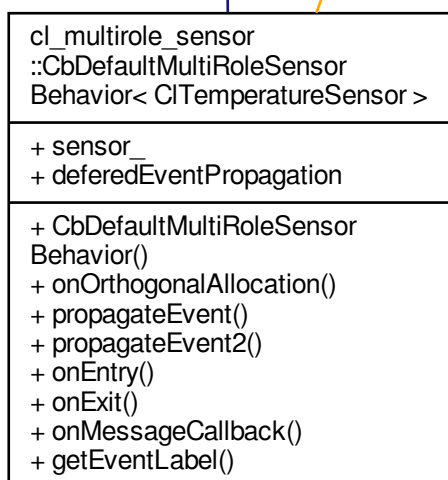 cl_multirole_sensor
::CbDefaultMultiRoleSensor
Behavior< ClTemperatureSensor >
+ sensor_
+ deferedEventPropagation
+ CbDefaultMultiRoleSensor
Behavior()
+ onOrthogonalAllocation()
+ propagateEvent()
+ propagateEvent2()
+ onEntry()
+ onExit()
+ onMessageCallback()
+ getEventLabel()